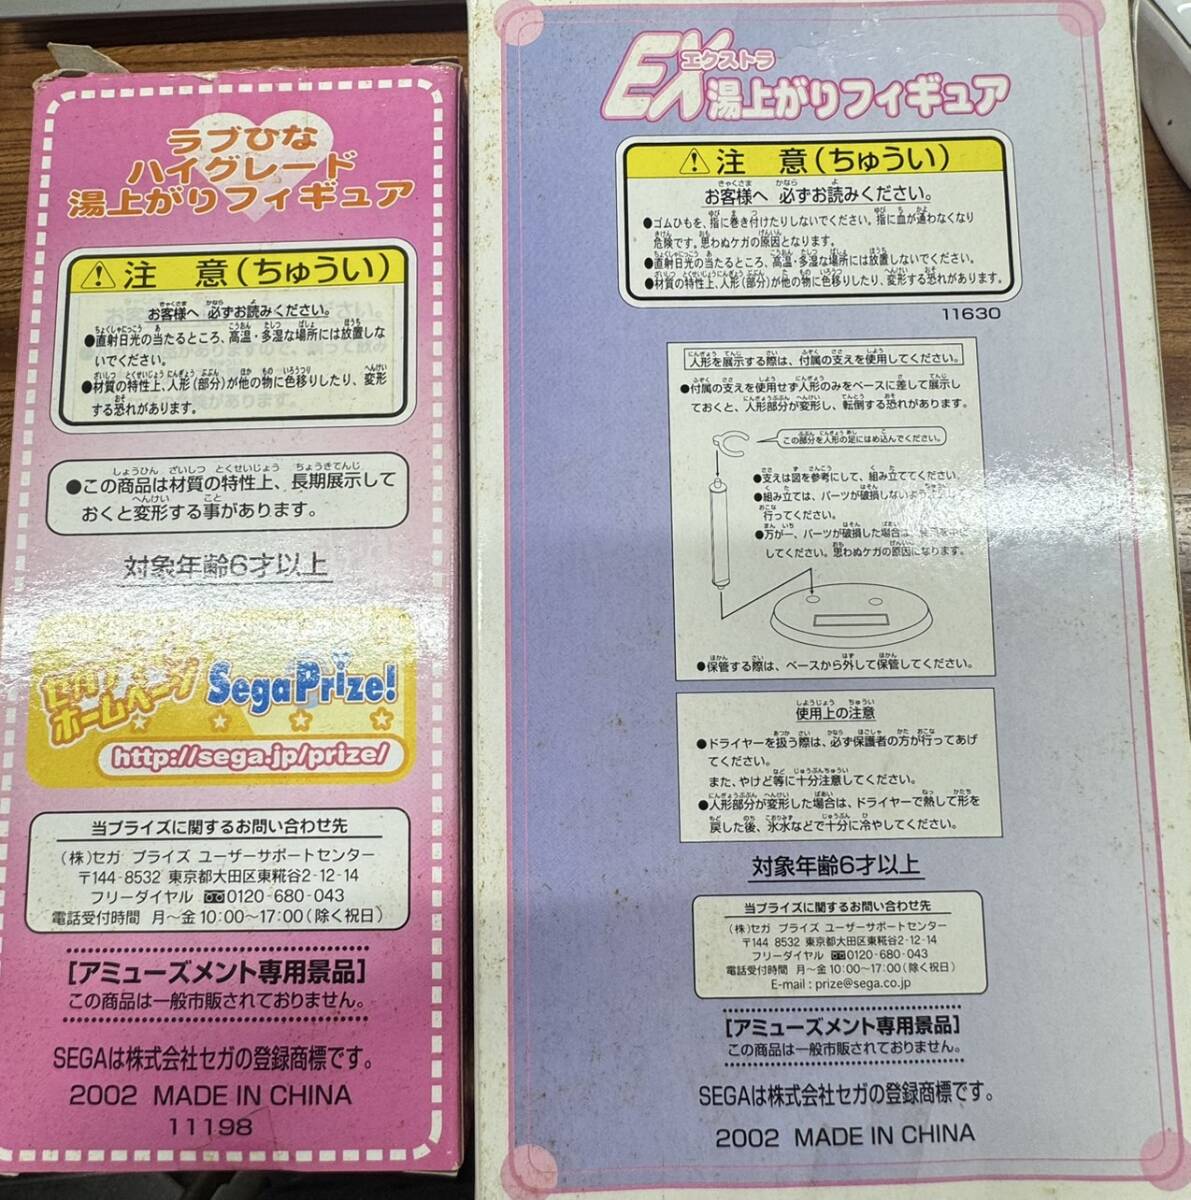 ラブひな
ハイグレード
湯上がりフィギュア
注 意(ちゅうい)
お客様へ 必ずお読みください。
●直射日光の当たるところ、高温・多湿な場所には放置しな
いでください。
●材質の特性上、人形(部分)が他の物に色移りしたり、変形
する恐れがあります。
●この商品は材質の特性上、長期展示して
おくと変形する事があります。
対象年齢6才以上
ホームページ
SegaPrize!
http://sega.jp/prize/
当プライズに関するお問い合わせ先
(株)セガ プライズ ユーザーサポートセンター
〒144-8532 東京都大田区東糀谷2-12-14
フリーダイヤル 0120-680-043
電話受付時間 月〜金10:00〜17:00(除く祝日)
[アミューズメント専用景品]
この商品は一般市販されておりません。
SEGAは株式会社セガの登録商標です。
2002 MADE IN CHINA
11198
EX エクストラ
湯上がりフィギュア
注 意(ちゅうい)
お客様へ 必ずお読みください。
●ゴムひもを、指に巻き付けたりしないでください。指に血が通わなくなり
危険です。思わぬケガの原因となります。
●直射日光の当たるところ、高温・多湿な場所には放置しないでください。
●材質の特性上、人形(部分)が他の物に色移りしたり、変形する恐れがあります。
11630
人形を展示する際は、付属の支えを使用してください。
●付属の支えを使用せず人形のみをベースに差して展示し
ておくと、人形部分が変形し、転倒する恐れがあります。
この部分を人形の足にはめ込んでください。
●支えは図を参考にして、組み立ててください。
●組み立ては、パーツが破損しないよう
行ってください。
●万が一、パーツが破損した場合は、
してください。思わぬケガの原因になります。
●保管する際は、ベースから外して保管してください。
使用上の注意
●ドライヤーを扱う際は、必ず保護者の方が行ってあげ
てください。
また、やけど等に十分注意してください。
●人形部分が変形した場合は、ドライヤーで熱して形を
戻した後、氷水などで十分に冷やしてください。
対象年齢6才以上
当プライズに関するお問い合わせ先
(株)セガ プライズ ユーザーサポートセンター
〒144 8532 東京都大田区東糀谷2-12-14
フリーダイヤル 0120-680-043
電話受付時間 月〜金10:00〜17:00(除く祝日)
E-mail : prize@sega.co.jp
[アミューズメント専用景品]
この商品は一般市販されておりません。
SEGAは株式会社セガの登録商標です。
2002 MADE IN CHINA